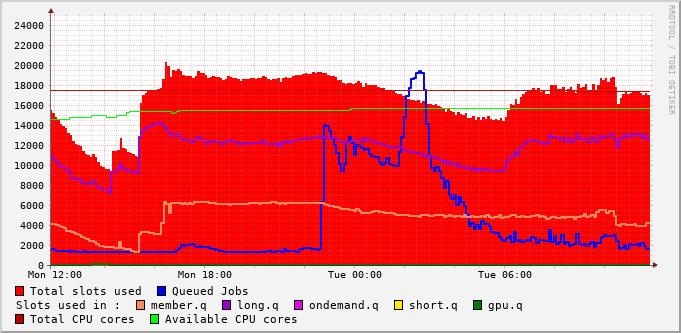 RRDTOOL / TOBI OETIKER
24000
22000
20000
18000
16000
14000
12000
10000
8000
6000
4000
2000
0
Mon 12:00 Mon 18:00 Tue 00:00 Tue 06:00
Total slots used Queued Jobs
Slots used in : member.q long.q ondemand.q short.q gpu.q
Total CPU cores Available CPU cores